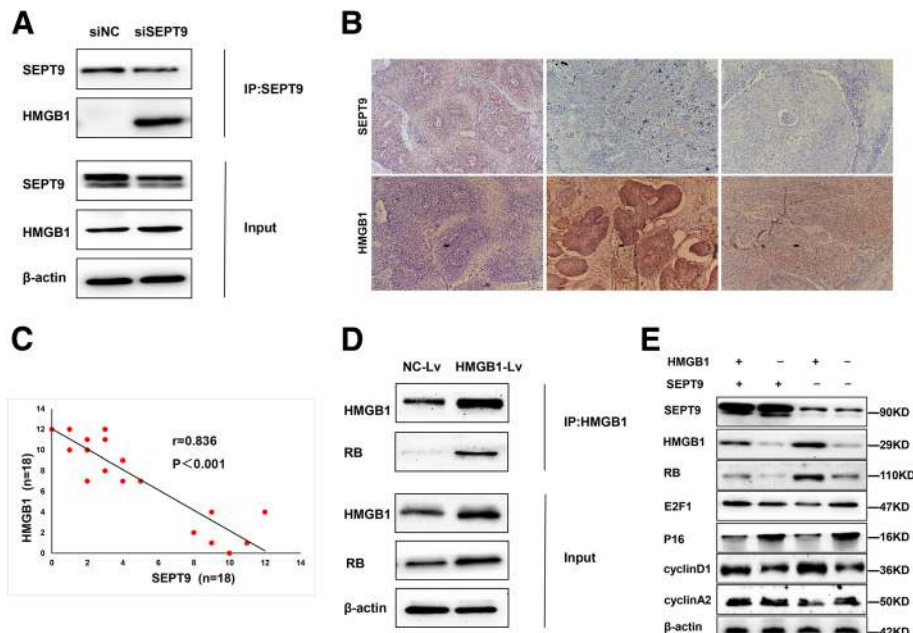 A
siNC siSEPT9
SEPT9
HMGB1
IP:SEPT9
SEPT9
HMGB1
β-actin
Input
B
SEPT9
HMGB1
C
HMGB1 (n=18)
14
12
10
8
6
4
2
0
r=0.836
P<0.001
0 2 4 6 8 10 12 14
SEPT9 (n=18)
D
NC-Lv HMGB1-Lv
HMGB1
RB
IP:HMGB1
HMGB1
RB
β-actin
Input
E
HMGB1 + − + −
SEPT9 + + − −
SEPT9 90KD
HMGB1 29KD
RB 110KD
E2F1 47KD
P16 16KD
cyclinD1 36KD
cyclinA2 50KD
β-actin 42KD